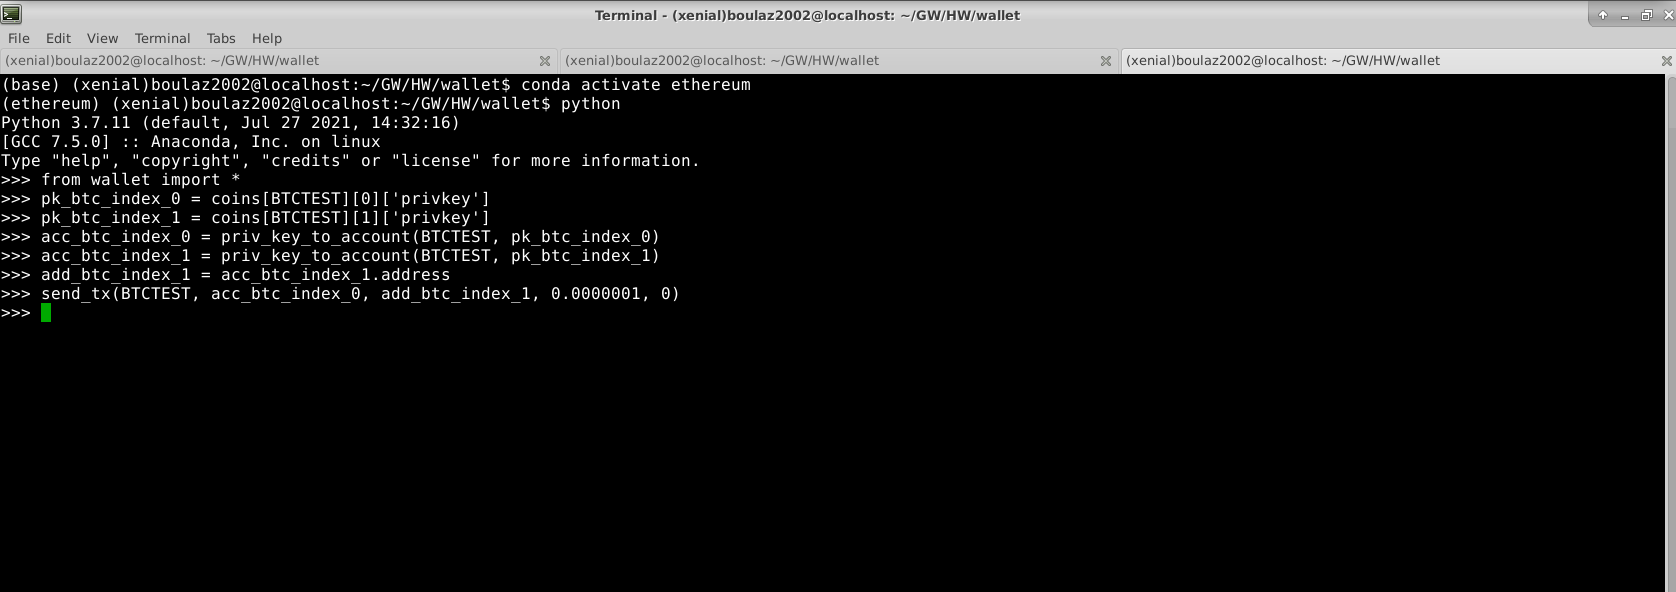 Terminal - (xenial)boulaz2002@localhost: ~/GW/HW/wallet
File Edit View Terminal Tabs Help
(xenial)boulaz2002@localhost: ~/GW/HW/wallet (xenial)boulaz2002@localhost: ~/GW/HW/wallet (xenial)boulaz2002@localhost: ~/GW/HW/wallet
(base) (xenial)boulaz2002@localhost:~/GW/HW/wallet$ conda activate ethereum
(ethereum) (xenial)boulaz2002@localhost:~/GW/HW/wallet$ python
Python 3.7.11 (default, Jul 27 2021, 14:32:16)
[GCC 7.5.0] :: Anaconda, Inc. on linux
Type "help", "copyright", "credits" or "license" for more information.
>>> from wallet import *
>>> pk_btc_index_0 = coins[BTCTEST][0]['privkey']
>>> pk_btc_index_1 = coins[BTCTEST][1]['privkey']
>>> acc_btc_index_0 = priv_key_to_account(BTCTEST, pk_btc_index_0)
>>> acc_btc_index_1 = priv_key_to_account(BTCTEST, pk_btc_index_1)
>>> add_btc_index_1 = acc_btc_index_1.address
>>> send_tx(BTCTEST, acc_btc_index_0, add_btc_index_1, 0.0000001, 0)
>>>